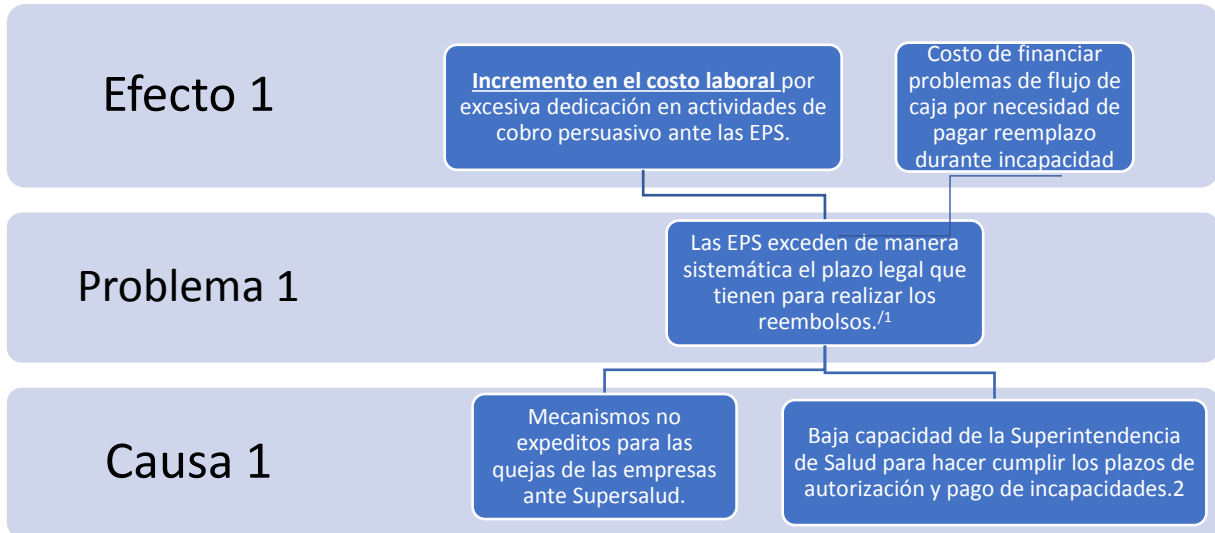 Efecto 1
Incremento en el costo laboral por
excesiva dedicación en actividades de
cobro persuasivo ante las EPS.
Costo de financiar
problemas de flujo de
caja por necesidad de
pagar reemplazo
durante incapacidad
Problema 1
Las EPS exceden de manera
sistemática el plazo legal que
tienen para realizar los
reembolsos./1
Causa 1
Mecanismos no
expeditos para las
quejas de las empresas
ante Supersalud.
Baja capacidad de la Superintendencia
de Salud para hacer cumplir los plazos de
autorización y pago de incapacidades.2